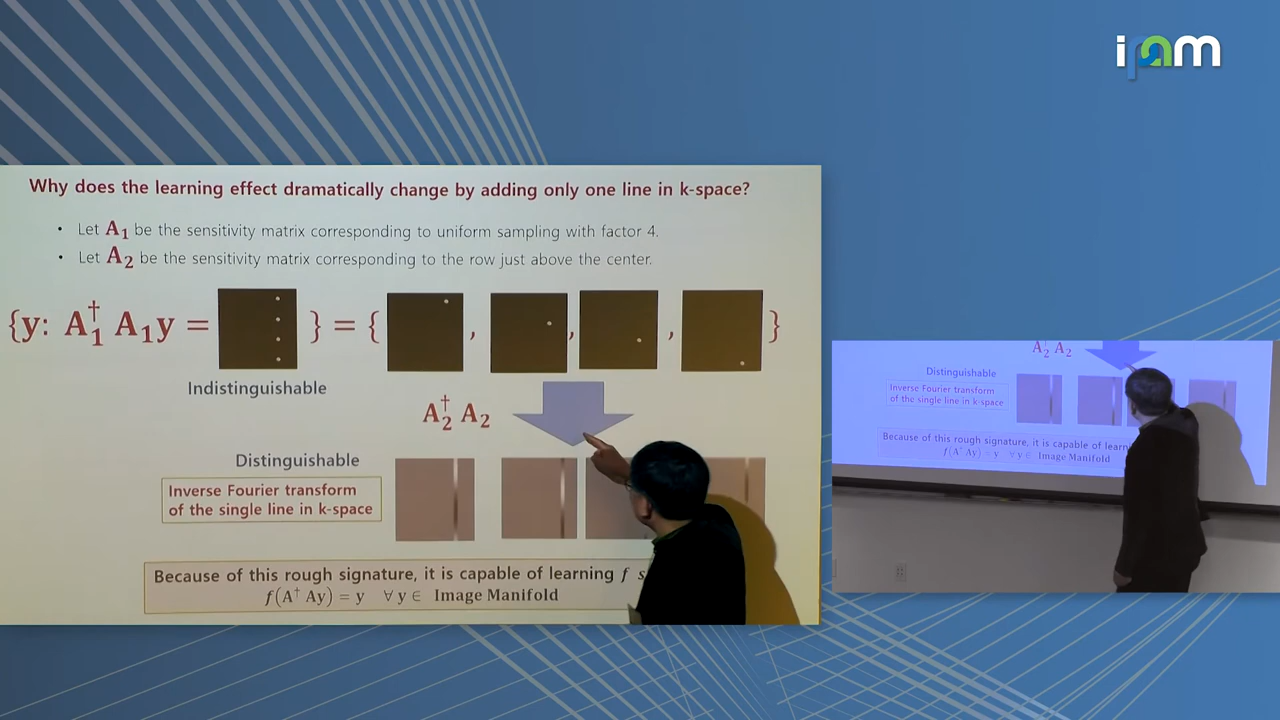 ipam
Why does the learning effect dramatically change by adding only one line in k-space?
• Let A₁ be the sensitivity matrix corresponding to uniform sampling with factor 4.
• Let A₂ be the sensitivity matrix corresponding to the row just above the center.
{y: A₁† A₁y = } = { , , , }
Indistinguishable
A₂† A₂
Distinguishable
Inverse Fourier transform
of the single line in k-space
Because of this rough signature, it is capable of learning f s
f(A† Ay) = y ∀ y ∈ Image Manifold
A₂ A₂
Distinguishable
Inverse Fourier transform
of the single line in k-space
Because of this rough signature, it is capable of learn
f(A† Ay) = y ∀ y ∈ Image Manifold